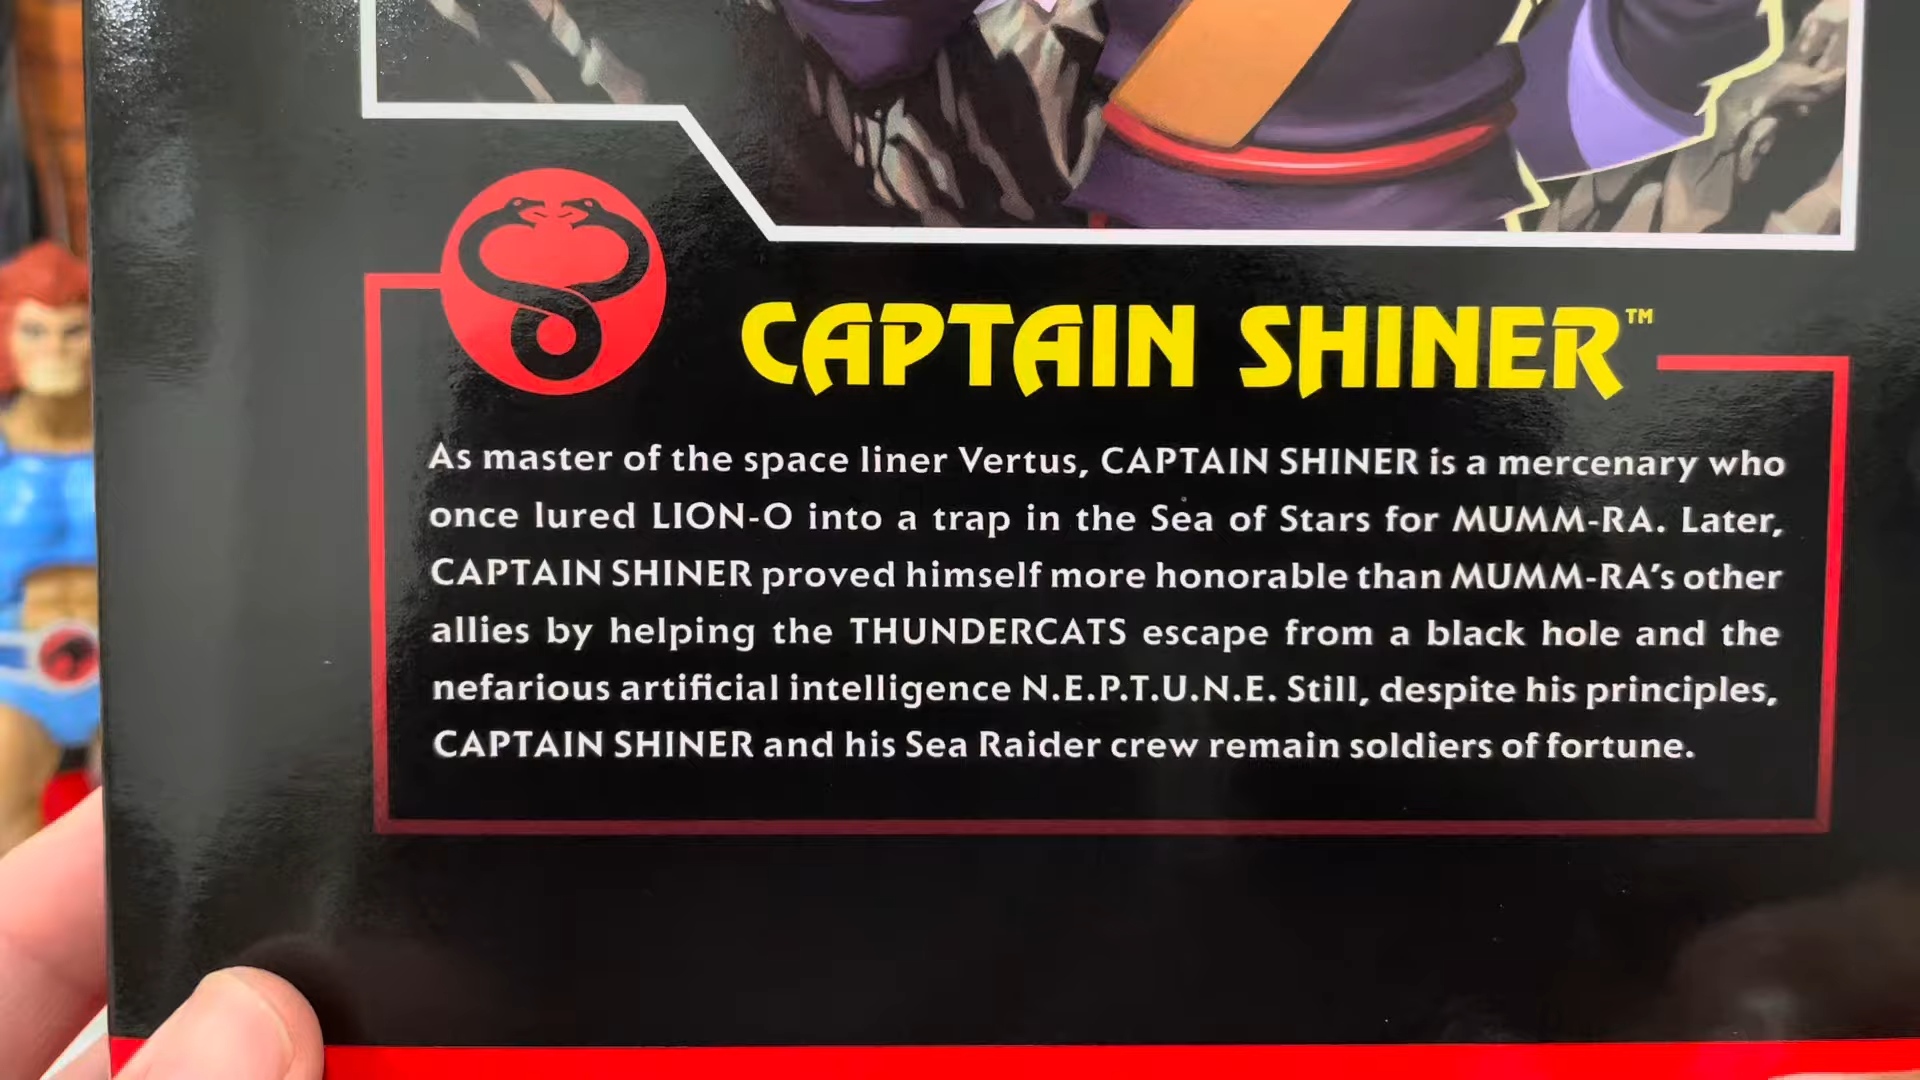 CAPTAIN SHINER™
As master of the space liner Vertus, CAPTAIN SHINER is a mercenary who
once lured LION-O into a trap in the Sea of Stars for MUMM-RA. Later,
CAPTAIN SHINER proved himself more honorable than MUMM-RA's other
allies by helping the THUNDERCATS escape from a black hole and the
nefarious artificial intelligence N.E.P.T.U.N.E. Still, despite his principles,
CAPTAIN SHINER and his Sea Raider crew remain soldiers of fortune.